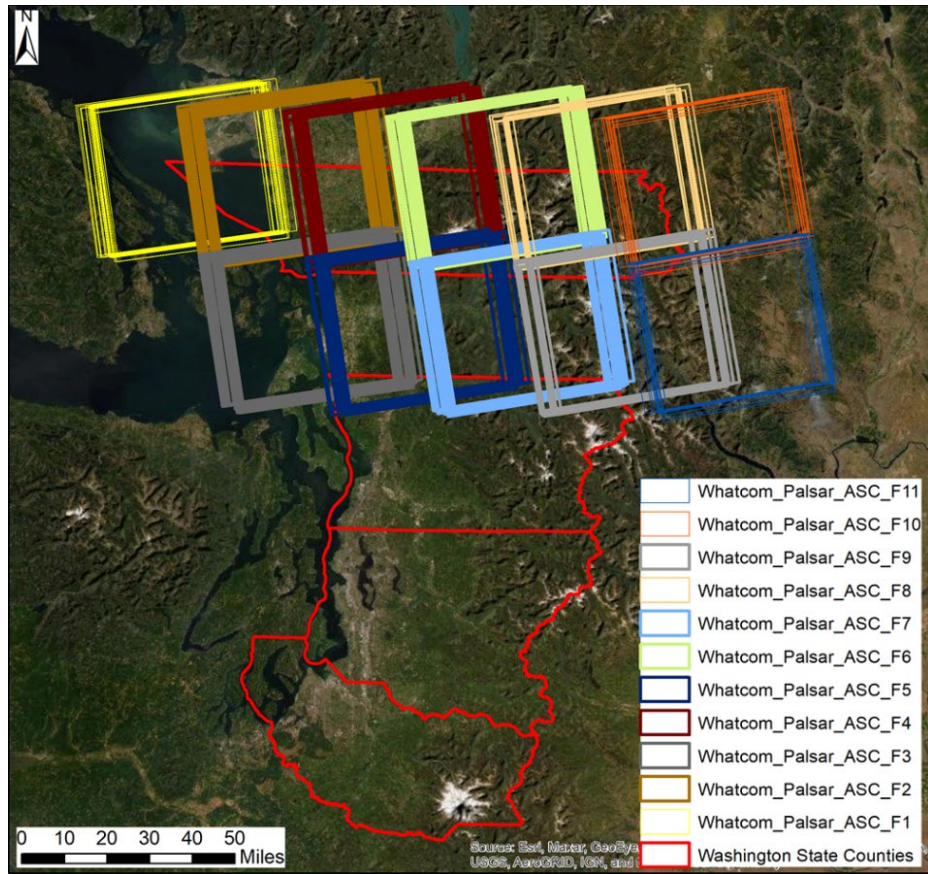 N
Whatcom_Palsar_ASC_F11
Whatcom_Palsar_ASC_F10
Whatcom_Palsar_ASC_F9
Whatcom_Palsar_ASC_F8
Whatcom_Palsar_ASC_F7
Whatcom_Palsar_ASC_F6
Whatcom_Palsar_ASC_F5
Whatcom_Palsar_ASC_F4
Whatcom_Palsar_ASC_F3
Whatcom_Palsar_ASC_F2
Whatcom_Palsar_ASC_F1
Washington State Counties
0 10 20 30 40 50
Miles
Source: Esri, Maxar, GeoEye
USGS, AeroGRID, IGN, and